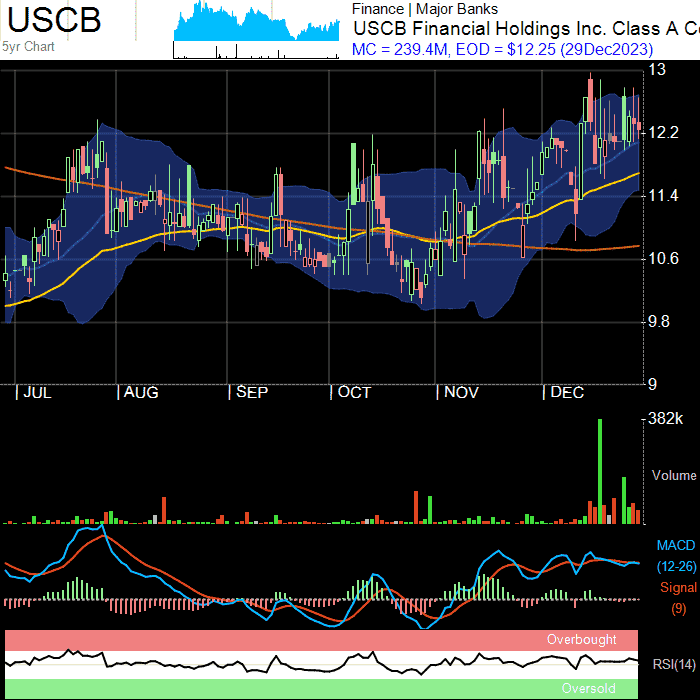 USCB
5yr Chart
Finance | Major Banks
USCB Financial Holdings Inc. Class A Co
MC = 239.4M, EOD = $12.25 (29Dec2023)
13
12.2
11.4
10.6
9.8
9
JUL
AUG
SEP
OCT
NOV
DEC
382k
Volume
MACD
(12-26)
Signal
(9)
Overbought
RSI(14)
Oversold